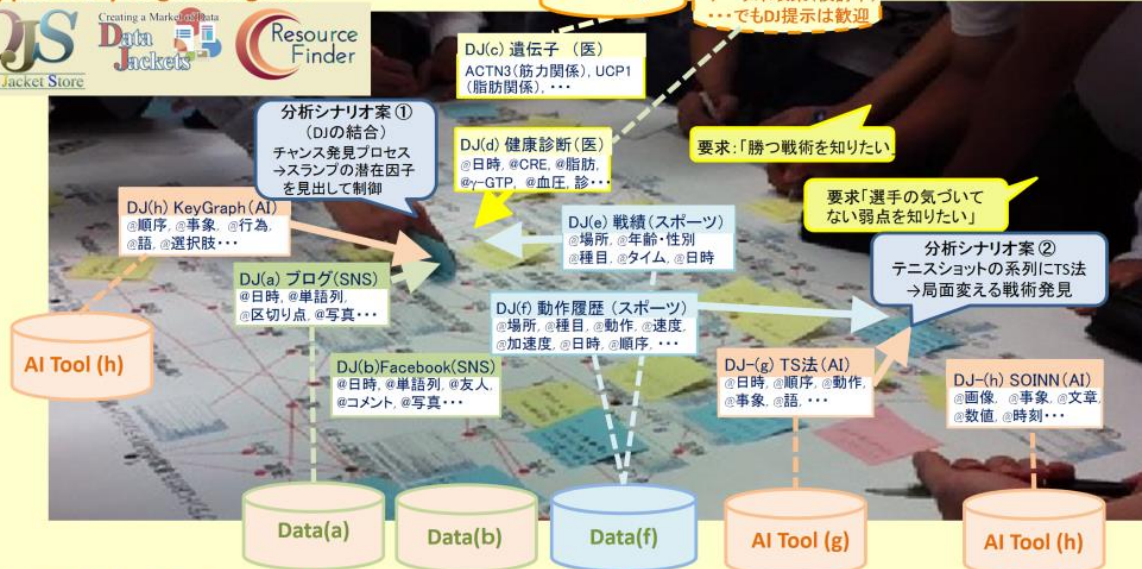 Creating a Market of Data
DJS
Data
Jackets
Jacket Store
Resource
Finder
・・・でもDJ提示は歓迎
DJ(c) 遺伝子 (医)
ACTN3(筋力関係), UCP1
(脂肪関係), ・・・
分析シナリオ案 ①
(DJの結合)
チャンス発見プロセス
→スランプの潜在因子
を見出して制御
DJ(d) 健康診断(医)
@日時, @CRE, @脂肪,
@γ-GTP, @血圧, 診・・・
要求:「勝つ戦術を知りたい
要求「選手の気づいて
ない弱点を知りたい」
DJ(h) KeyGraph(AI)
@順序, @事象, @行為,
@語, @選択肢・・・
DJ(e) 戦績(スポーツ)
@場所, @年齢・性別
@種目, @タイム, @日時
分析シナリオ案 ②
テニスショットの系列にTS法
→局面変える戦術発見
DJ(a) ブログ(SNS)
@日時, @単語列,
@区切り点, @写真・・・
DJ(f) 動作履歴 (スポーツ)
@場所, @種目, @動作, @速度,
@加速度, @日時, @順序, ・・・
AI Tool (h)
DJ(b)Facebook(SNS)
@日時, @単語列, @友人,
@コメント, @写真・・・
DJ-(g) TS法(AI)
@日時, @順序, @動作,
@事象, @語, ・・・
DJ-(h) SOINN(AI)
@画像, @事象, @文章,
@数値, @時刻・・・
Data(a)
Data(b)
Data(f)
AI Tool (g)
AI Tool (h)